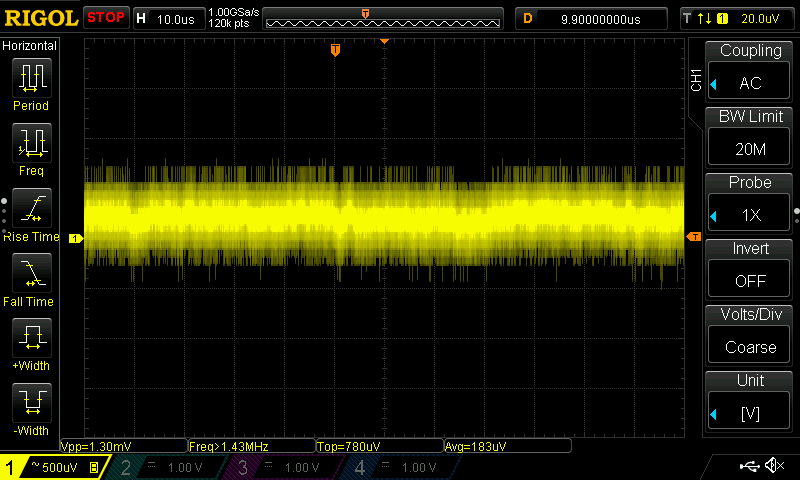 RIGOL STOP H 10.0us 1.00GSa/s
120k pts
T
D 9.90000000us T 1 20.0uV
Horizontal
Period
Freq
Rise Time
Fall Time
+Width
-Width
T
1
T
CH1
Coupling
AC
BW Limit
20M
Probe
1X
Invert
OFF
Volts/Div
Coarse
Unit
[V]
Vpp=1.30mV Freq>1.43MHz Top=780uV Avg=183uV
1 ~ 500uV B 2 1.00 V 3 1.00 V 4 1.00 V